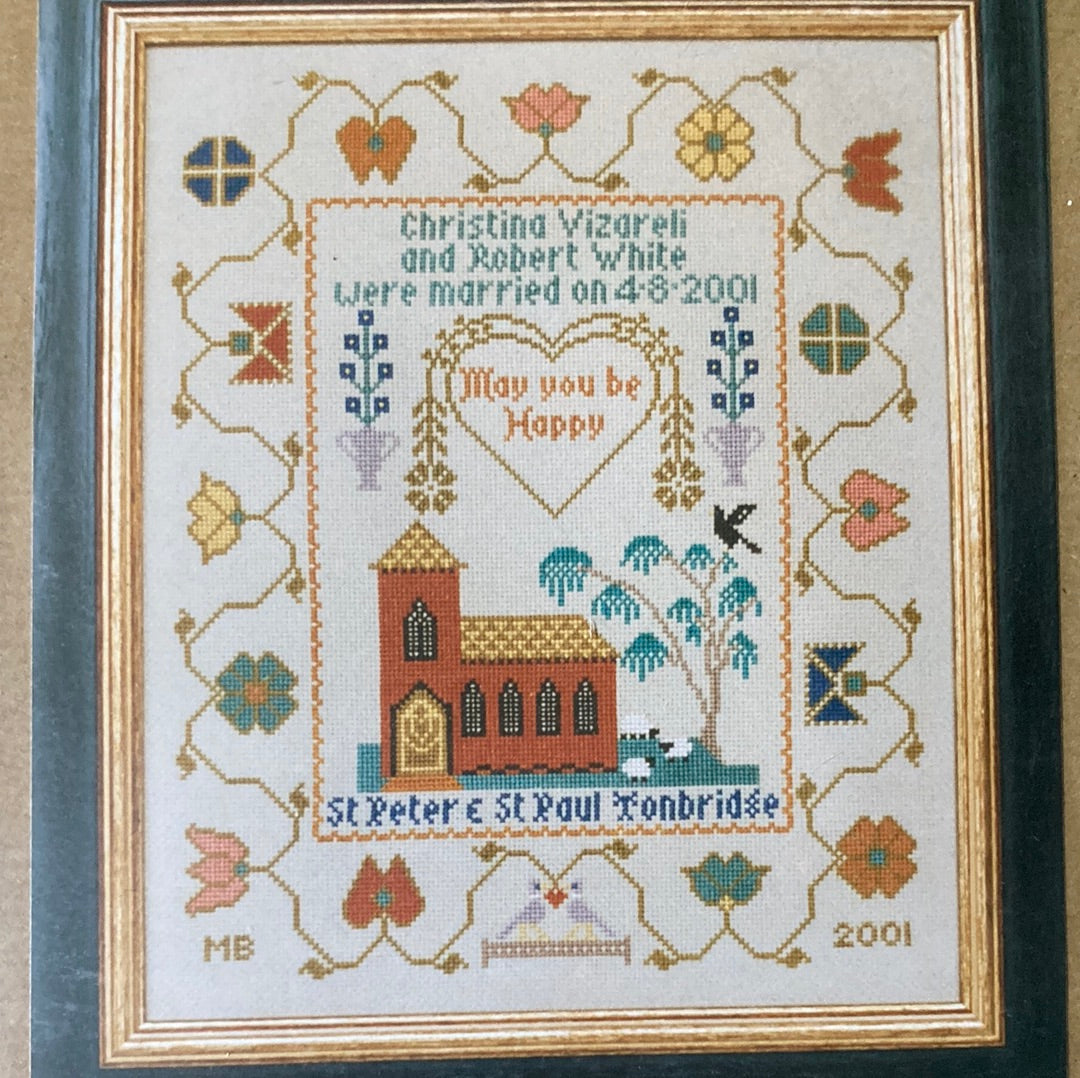 Christina Vizareli
and Robert White
were married on 4·8·2001
May you be
Happy
St Peter & St Paul Tonbridge
MB
2001